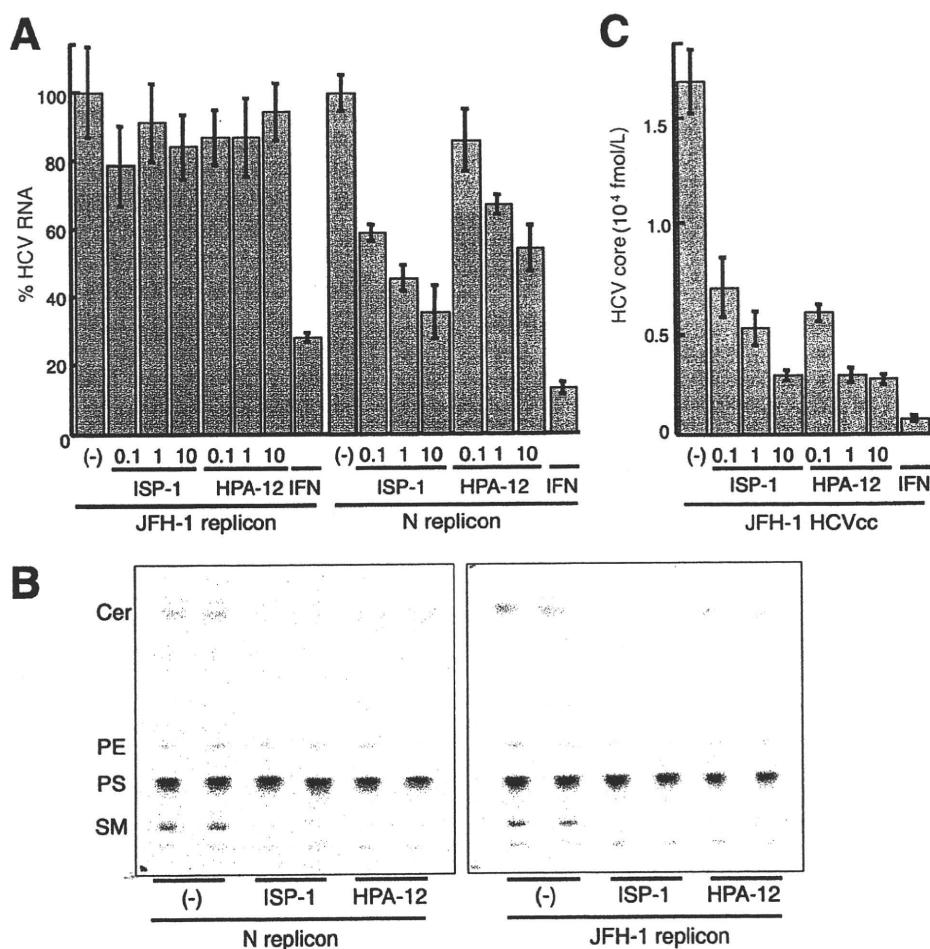 A
% HCV RNA
100
80
60
40
20
0
(-) 0.1 1 10 0.1 1 10
ISP-1 HPA-12 IFN
JFH-1 replicon
(-) 0.1 1 10 0.1 1 10
ISP-1 HPA-12 IFN
N replicon
C
HCV core (10⁴ fmol/L)
1.5
1.0
0.5
0
(-) 0.1 1 10 0.1 1 10
ISP-1 HPA-12 IFN
JFH-1 HCVcc
B
Cer
PE
PS
SM
(-) ISP-1 HPA-12
N replicon
(-) ISP-1 HPA-12
JFH-1 replicon